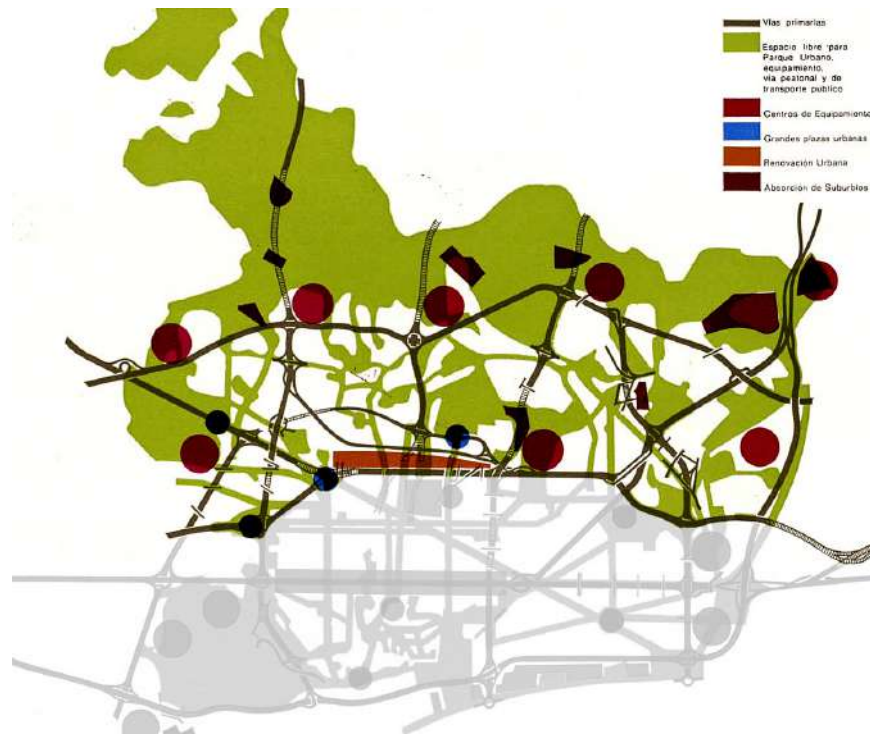 Vías primarias
Espacio libre para
Parque Urbano,
equipamiento,
vía peatonal y de
transporte publico
Centros de Equipamiento
Grandes plazas urbanas
Renovación Urbana
Absorción de Suburbios